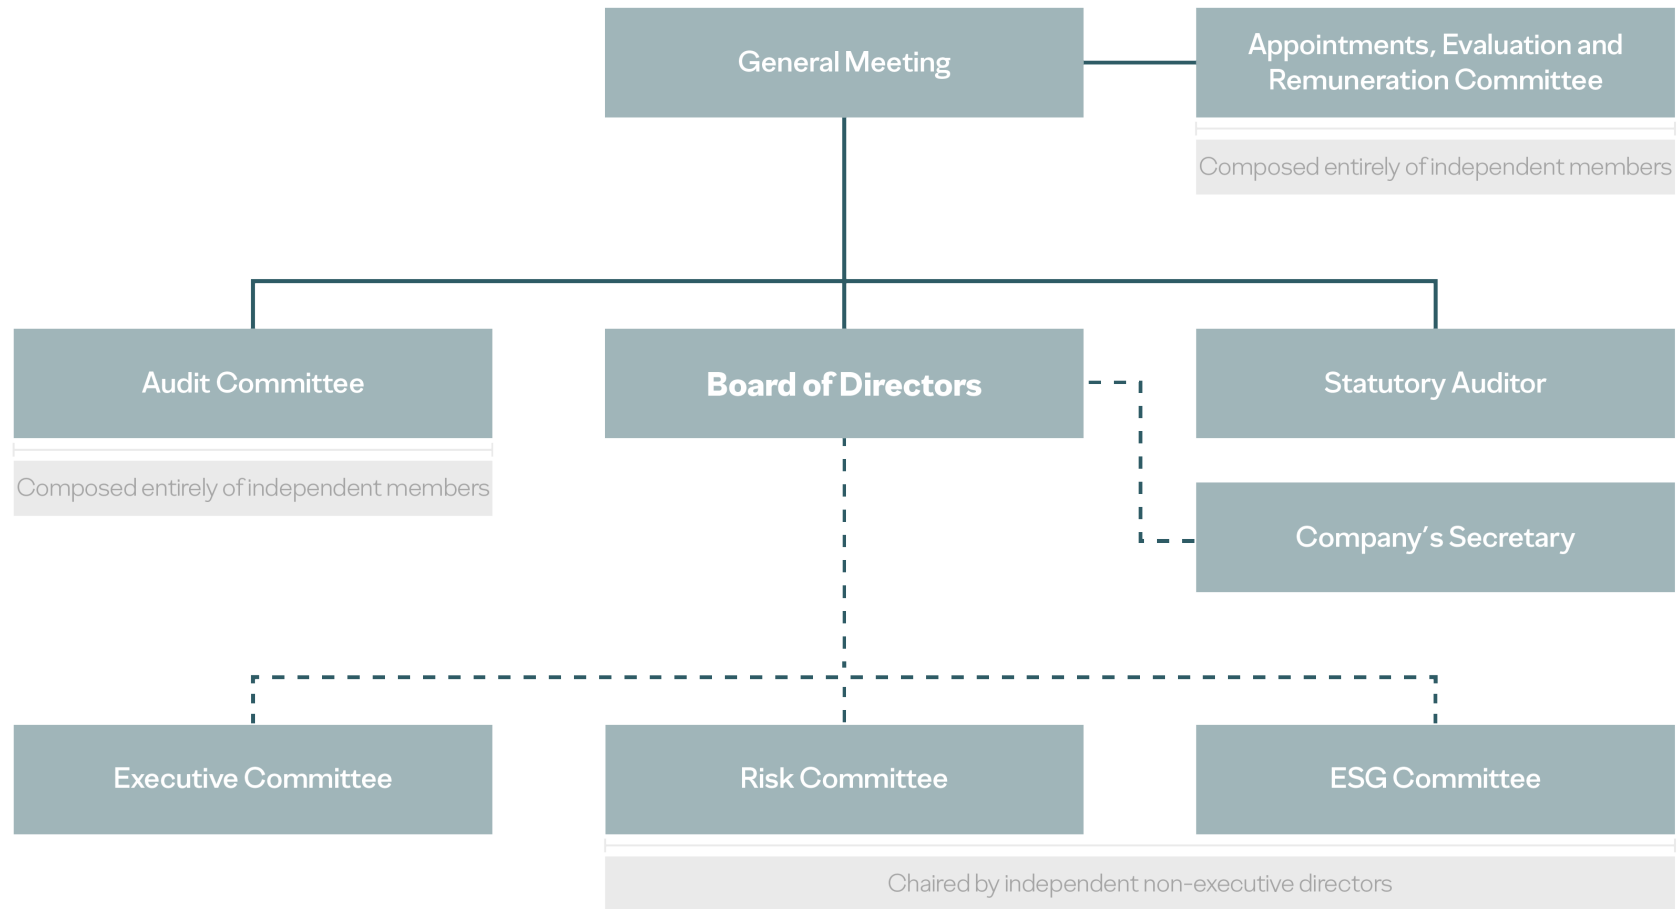 General Meeting
Appointments, Evaluation and
Remuneration Committee
Composed entirely of independent members
Audit Committee
Board of Directors
Statutory Auditor
Composed entirely of independent members
Company's Secretary
Executive Committee
Risk Committee
ESG Committee
Chaired by independent non-executive directors